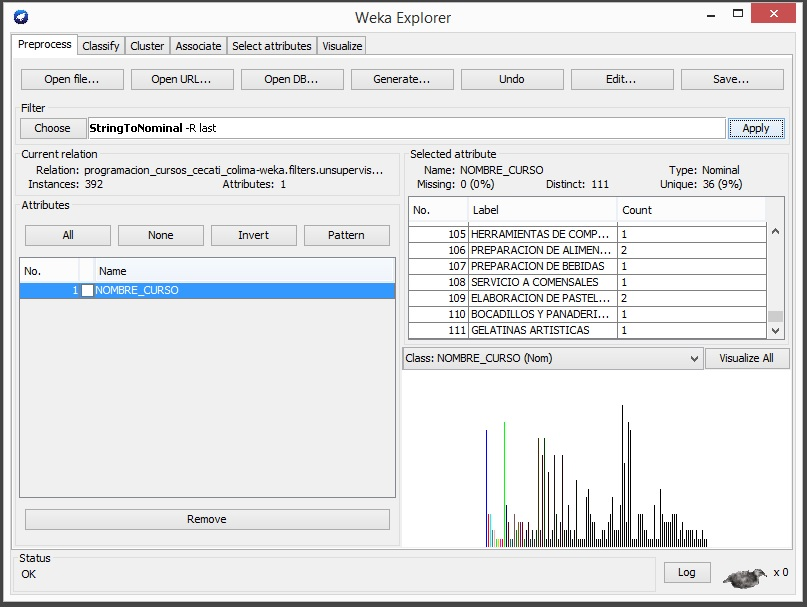 Weka Explorer
Preprocess Classify Cluster Associate Select attributes Visualize
Open file... Open URL... Open DB... Generate... Undo Edit... Save...
Filter
Choose StringToNominal -R last Apply
Current relation
Relation: programacion_cursos_cecati_colima-weka.filters.unsupervis...
Instances: 392 Attributes: 1
Attributes
All None Invert Pattern
No. Name
1 NOMBRE_CURSO
Remove
Selected attribute
Name: NOMBRE_CURSO Type: Nominal
Missing: 0 (0%) Distinct: 111 Unique: 36 (9%)
No. Label Count
105 HERRAMIENTAS DE COMP... 1
106 PREPARACION DE ALIMEN... 2
107 PREPARACION DE BEBIDAS 1
108 SERVICIO A COMENSALES 1
109 ELABORACION DE PASTEL... 2
110 BOCADILLOS Y PANADERI... 1
111 GELATINAS ARTISTICAS 1
Class: NOMBRE_CURSO (Nom) Visualize All
Status
OK
Log x 0